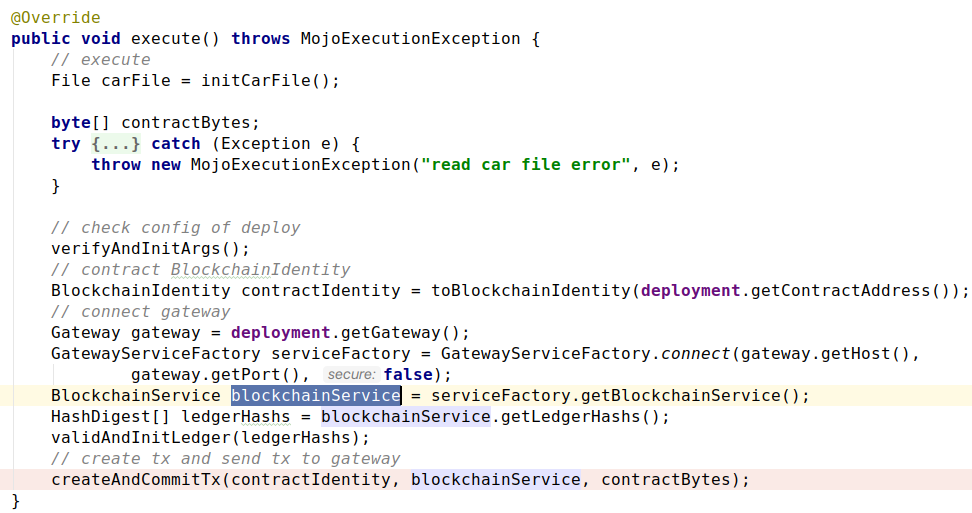 @Override
public void execute() throws MojoExecutionException {
    // execute
    File carFile = initCarFile();

    byte[] contractBytes;
    try {...} catch (Exception e) {
        throw new MojoExecutionException("read car file error", e);
    }

    // check config of deploy
    verifyAndInitArgs();
    // contract BlockchainIdentity
    BlockchainIdentity contractIdentity = toBlockchainIdentity(deployment.getContractAddress());
    // connect gateway
    Gateway gateway = deployment.getGateway();
    GatewayServiceFactory serviceFactory = GatewayServiceFactory.connect(gateway.getHost(),
            gateway.getPort(), secure: false);
    BlockchainService blockchainService = serviceFactory.getBlockchainService();
    HashDigest[] ledgerHashs = blockchainService.getLedgerHashs();
    validAndInitLedger(ledgerHashs);
    // create tx and send tx to gateway
    createAndCommitTx(contractIdentity, blockchainService, contractBytes);
}